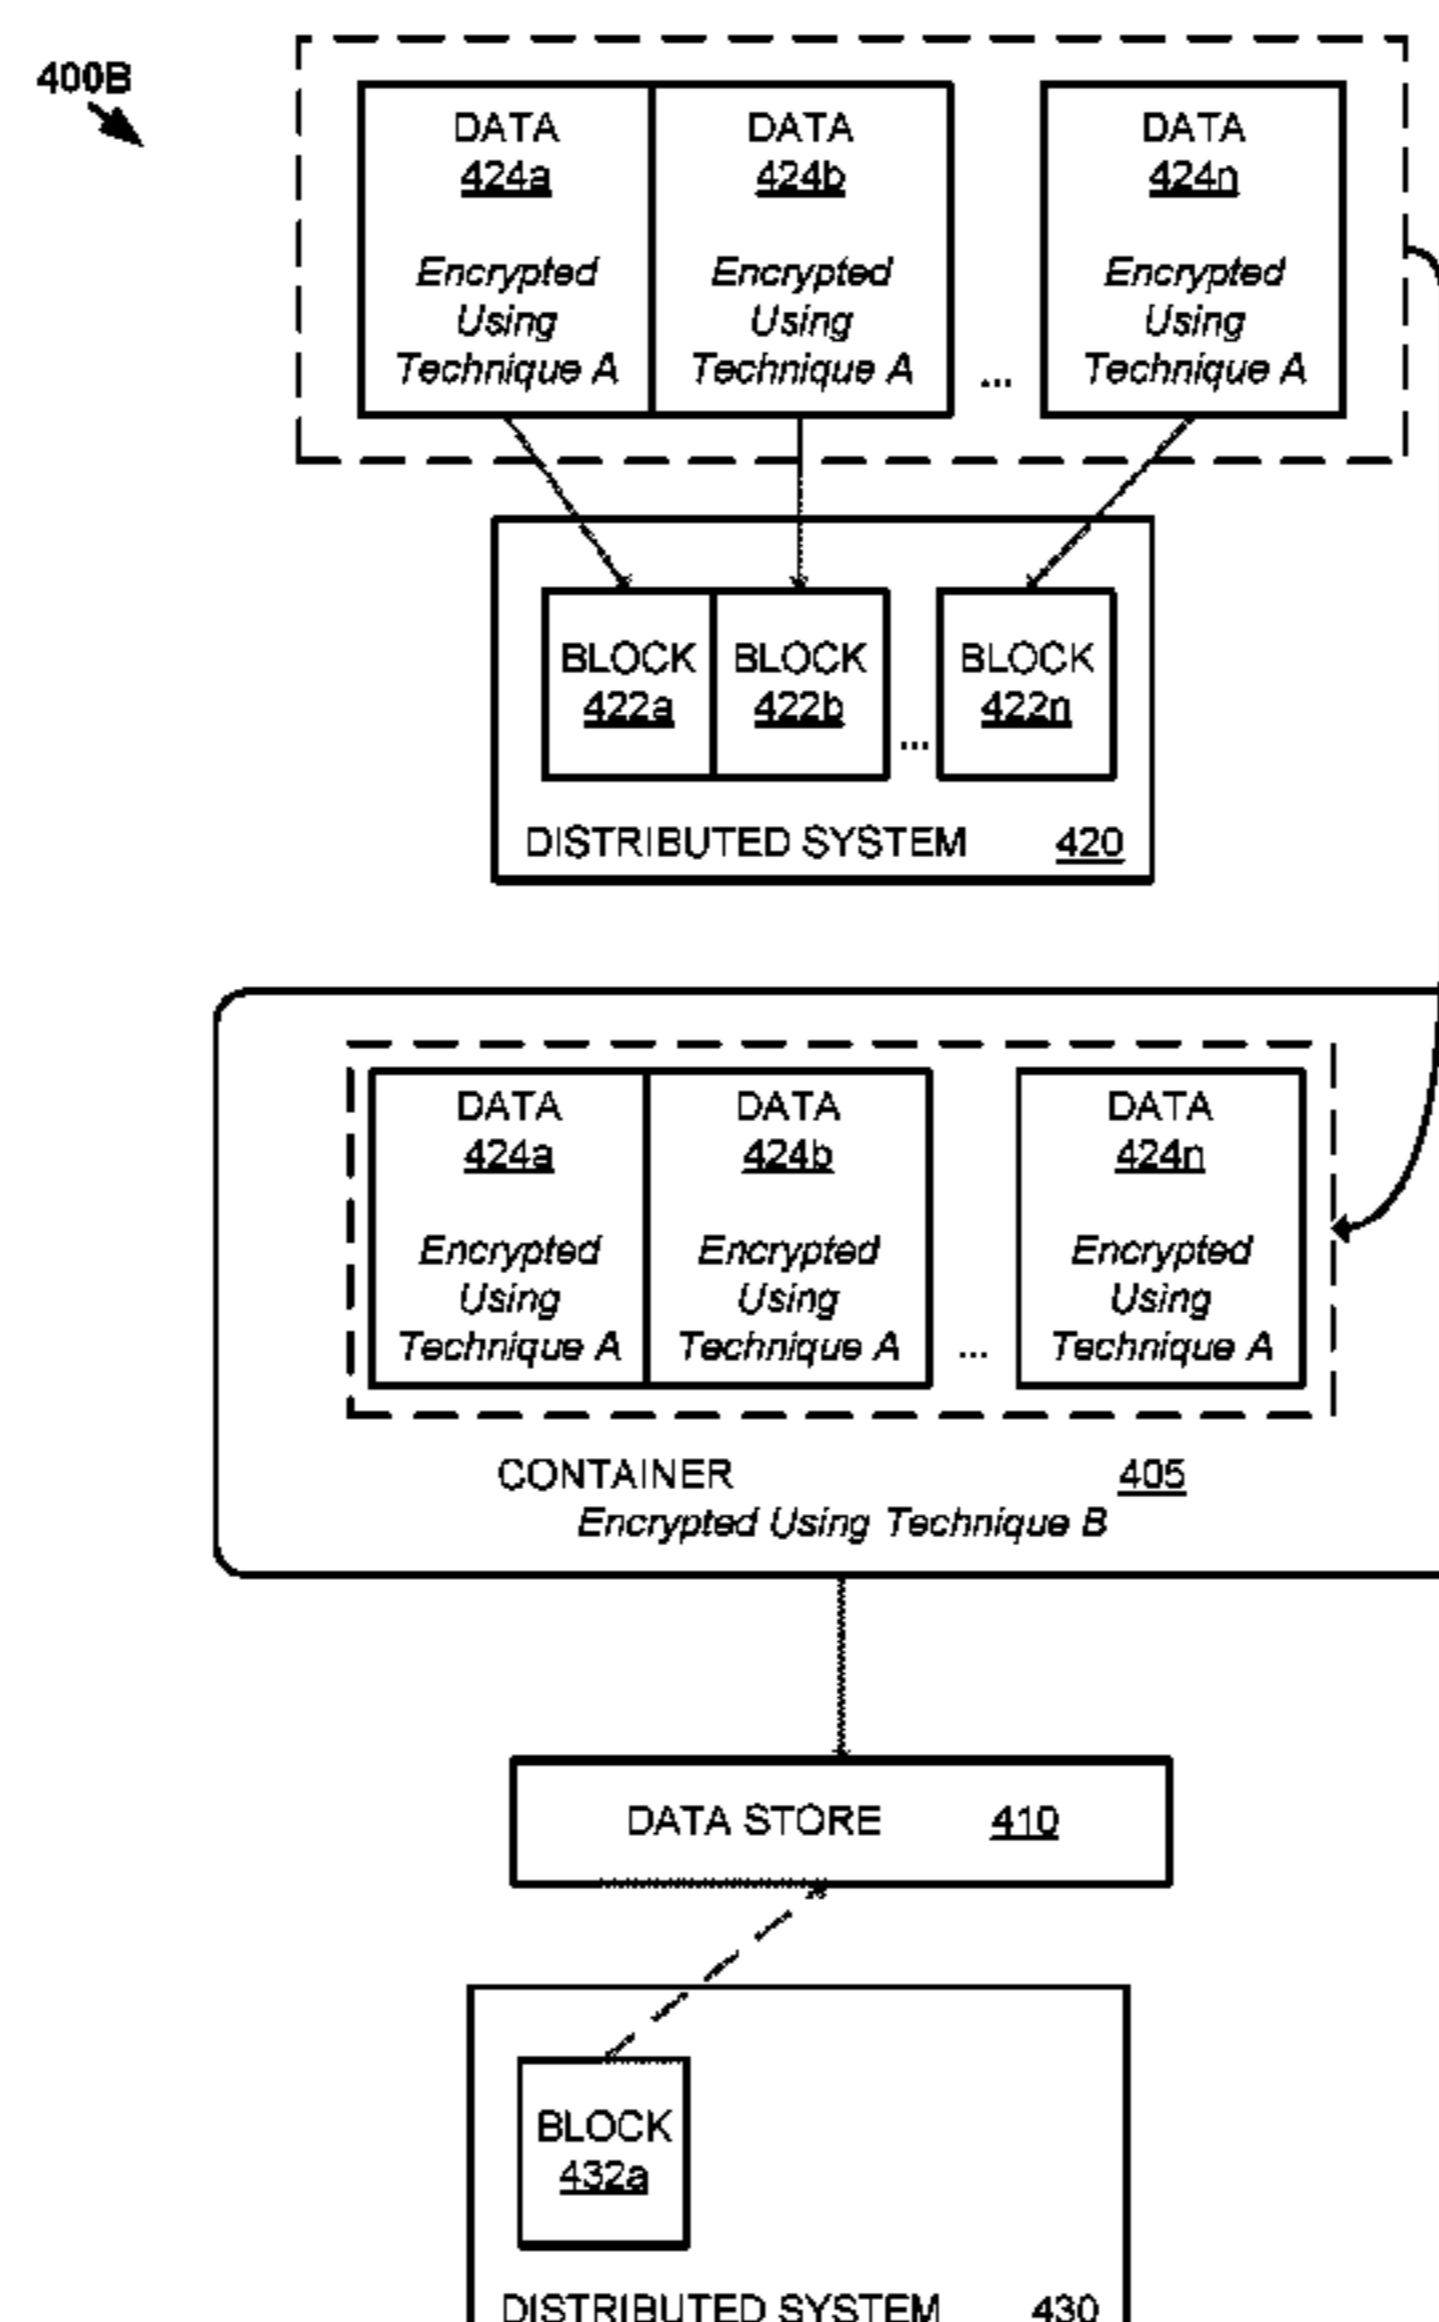 400B
DATA
424a
Encrypted
Using
Technique A
DATA
424b
Encrypted
Using
Technique A
...
DATA
424n
Encrypted
Using
Technique A
BLOCK
422a
BLOCK
422b
...
BLOCK
422n
DISTRIBUTED SYSTEM 420
DATA
424a
Encrypted
Using
Technique A
DATA
424b
Encrypted
Using
Technique A
...
DATA
424n
Encrypted
Using
Technique A
CONTAINER 405
Encrypted Using Technique B
DATA STORE 410
BLOCK
432a
DISTRIBUTED SYSTEM 430